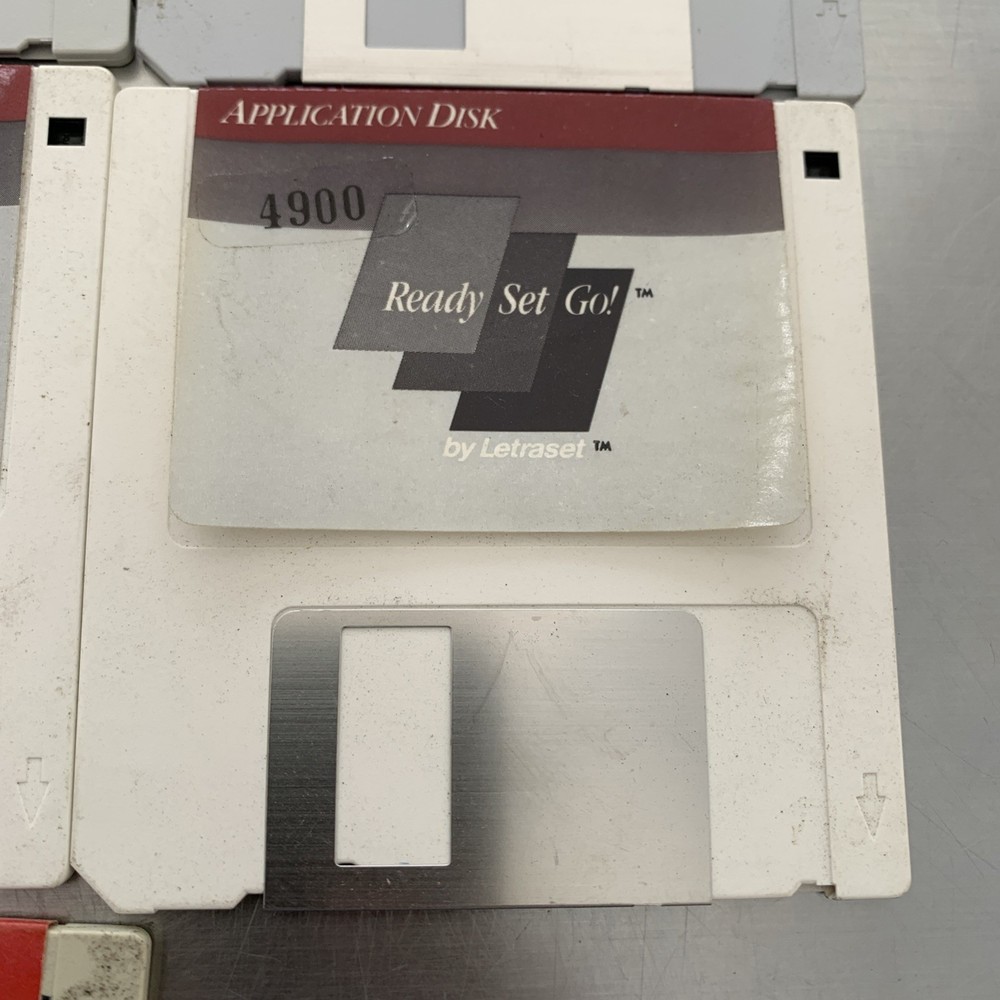 APPLICATION DISK
4900
Ready Set Go! ™
by Letraset ™